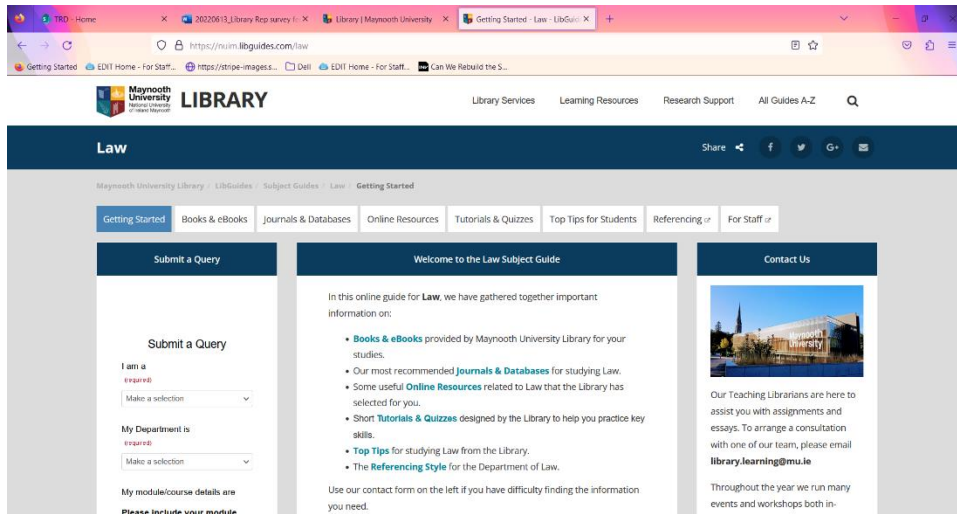 TRD - Home
20220613_Library Rep survey fo
Library | Maynooth University
Getting Started - Law - LibGuid
https://nuim.libguides.com/law
Getting Started
EDIT Home - For Staff...
https://stripe-images.s...
Dell
EDIT Home - For Staff...
Can We Rebuild the S...
Maynooth
University
National University
of Ireland Maynooth
LIBRARY
Library Services
Learning Resources
Research Support
All Guides A-Z
Law
Share
G+
Maynooth University Library / LibGuides / Subject Guides / Law / Getting Started
Getting Started
Books & eBooks
Journals & Databases
Online Resources
Tutorials & Quizzes
Top Tips for Students
Referencing
For Staff
Submit a Query
Submit a Query
I am a
(required)
Make a selection
My Department is
(required)
Make a selection
My module/course details are
Please include your module
Welcome to the Law Subject Guide
In this online guide for Law, we have gathered together important
information on:
• Books & eBooks provided by Maynooth University Library for your
studies.
• Our most recommended Journals & Databases for studying Law.
• Some useful Online Resources related to Law that the Library has
selected for you.
• Short Tutorials & Quizzes designed by the Library to help you practice key
skills.
• Top Tips for studying Law from the Library.
• The Referencing Style for the Department of Law.
Use our contact form on the left if you have difficulty finding the information
you need.
Contact Us
Maynooth
University
Our Teaching Librarians are here to
assist you with assignments and
essays. To arrange a consultation
with one of our team, please email
library.learning@mu.ie
Throughout the year we run many
events and workshops both in-